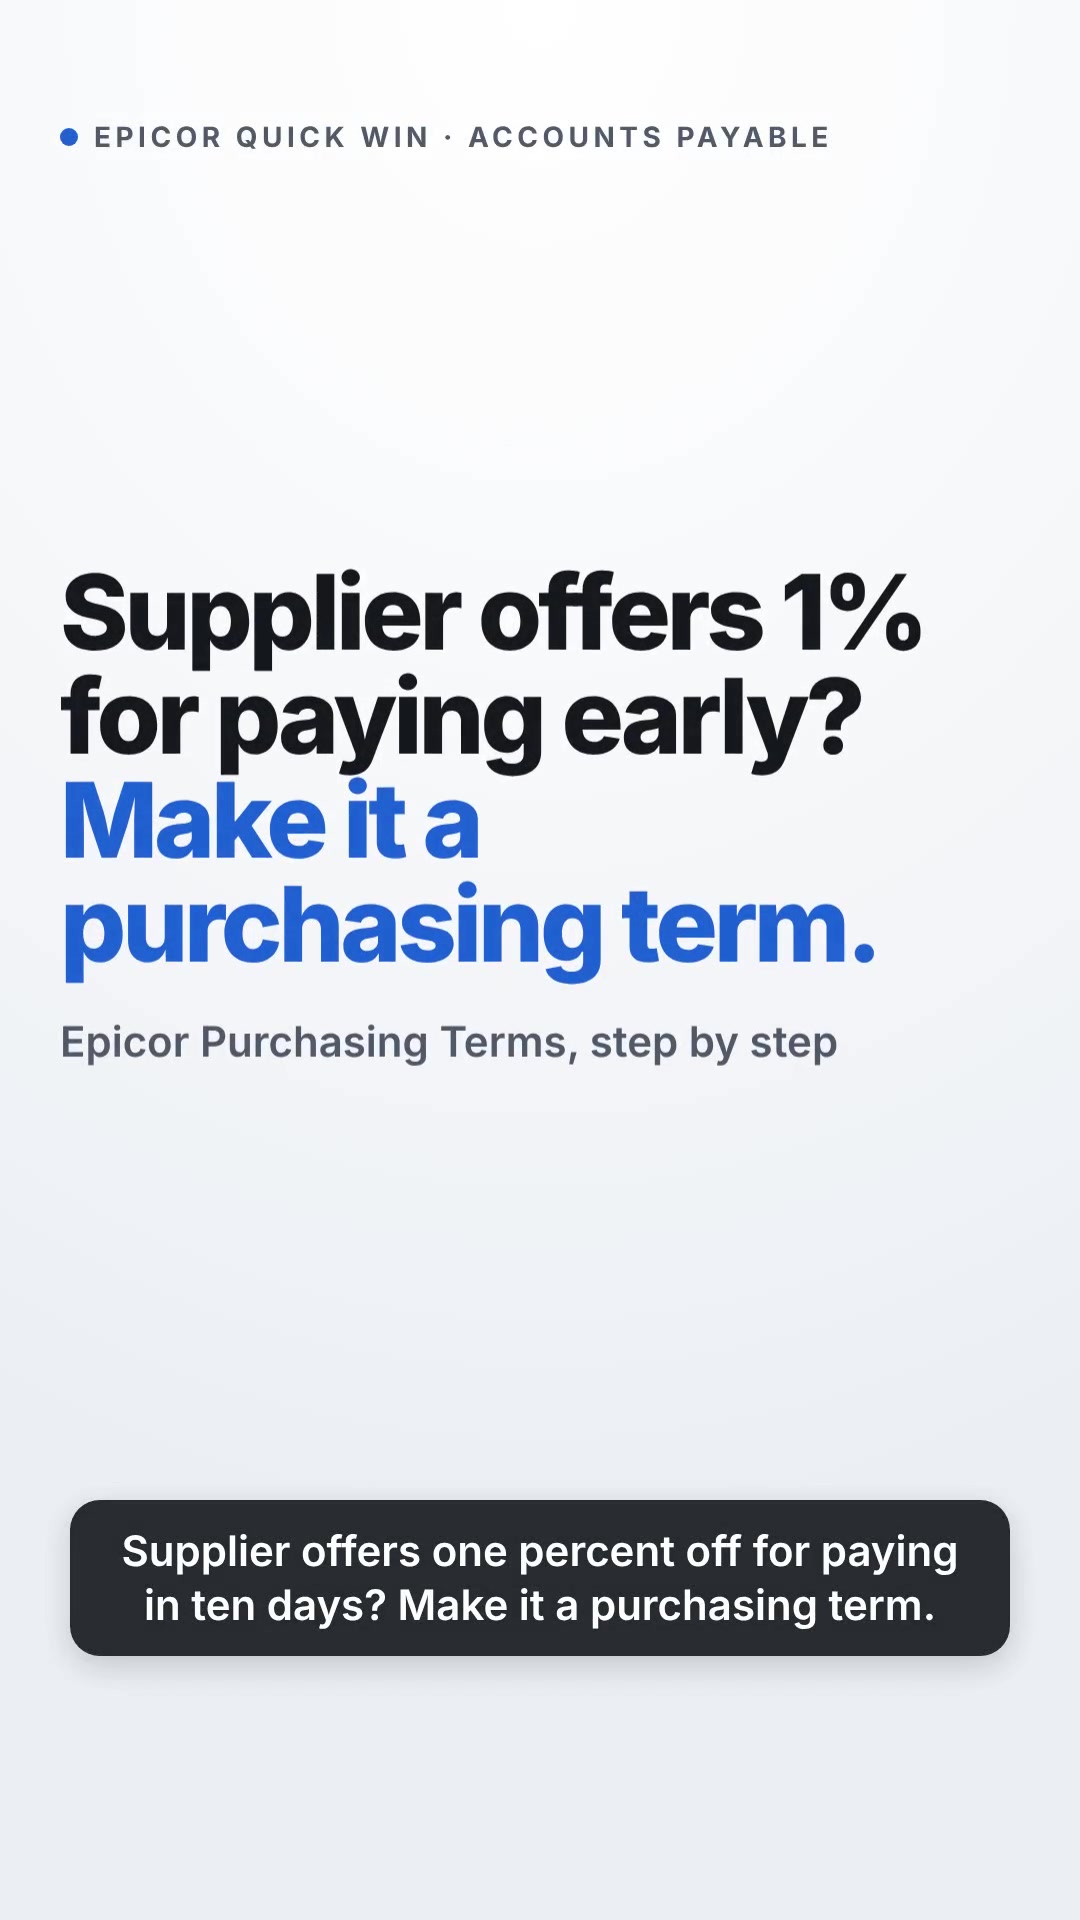 EPICOR QUICK WIN · ACCOUNTS PAYABLE
Supplier offers 1%
for paying early?
Make it a
purchasing term.
Epicor Purchasing Terms, step by step
Supplier offers one percent off for paying
in ten days? Make it a purchasing term.